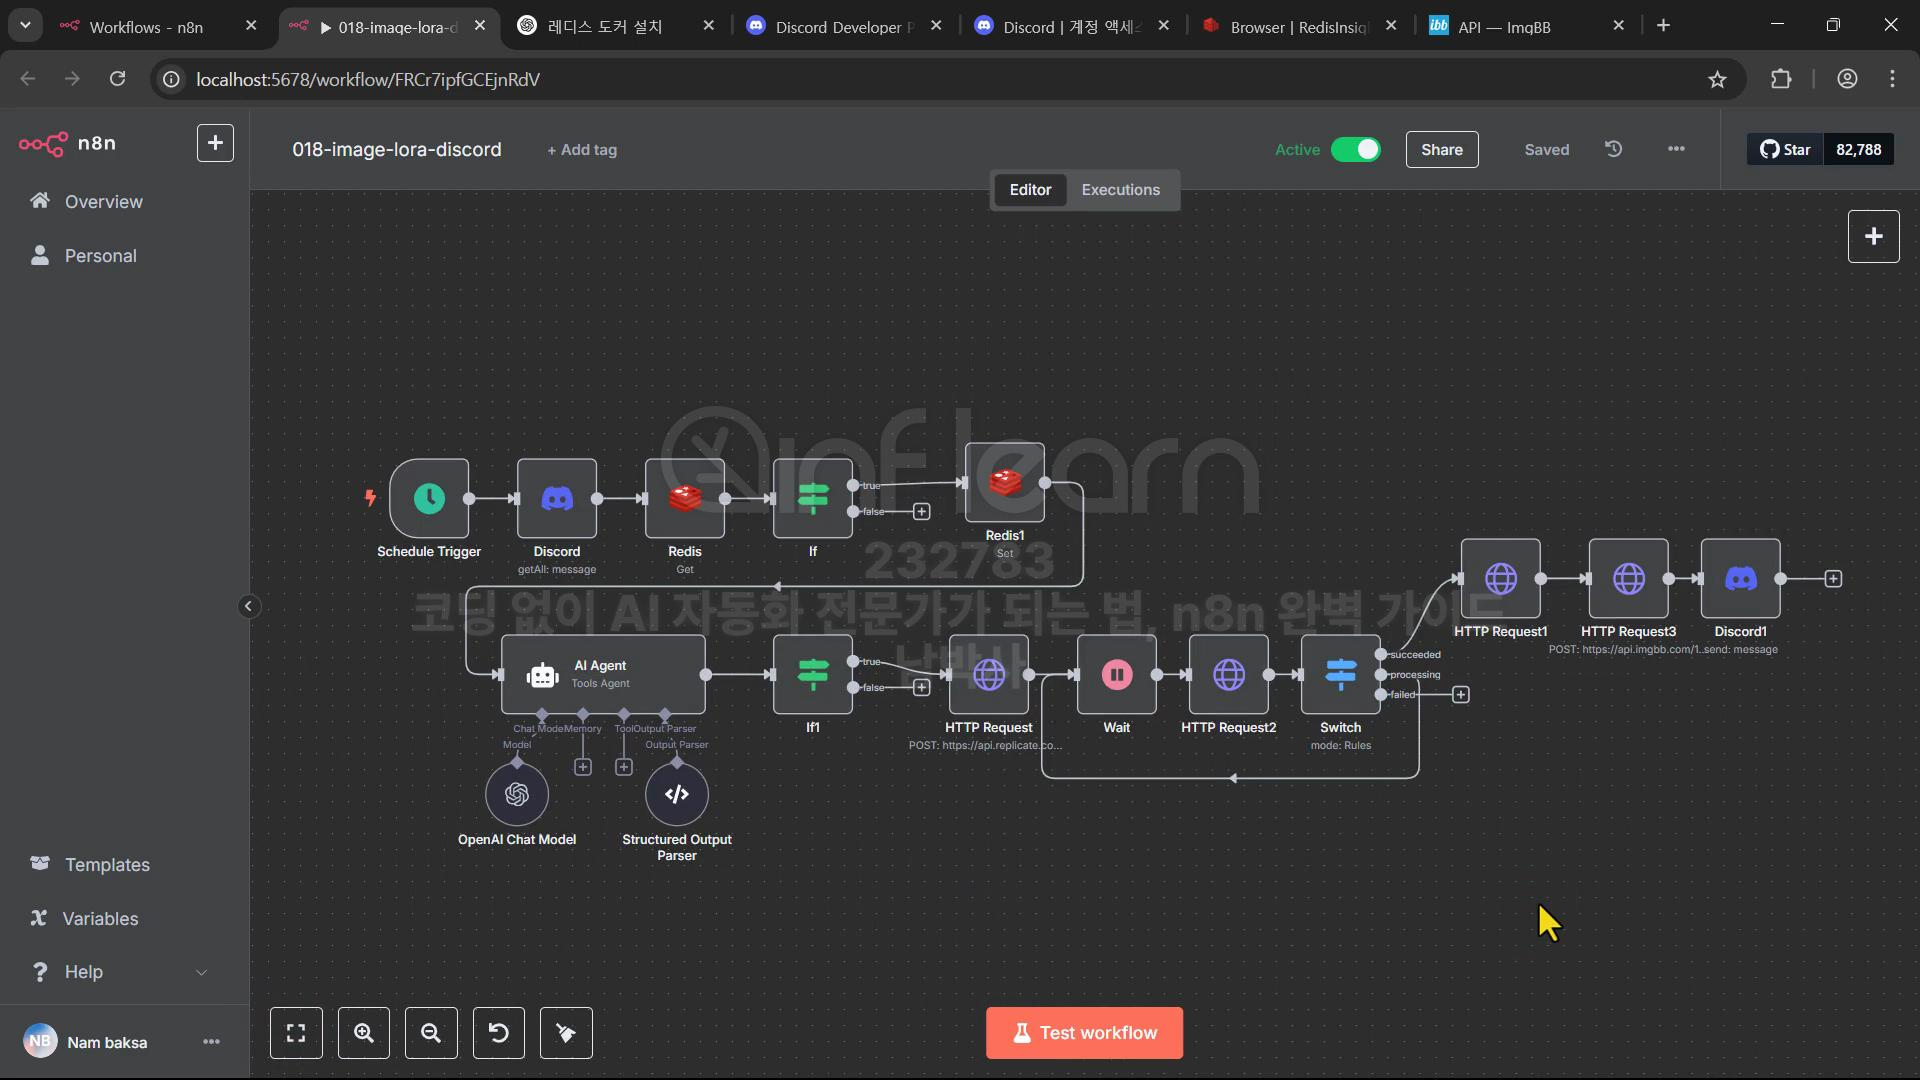 Workflows - n8n
018-image-lora-d
레디스 도커 설치
Discord Developer P
Discord | 계정 액세스
Browser | RedisInsig
ibb
API — ImgBB
localhost:5678/workflow/FRCr7ipfGCEjnRdV
n8n
018-image-lora-discord
+ Add tag
Active
Share
Saved
Star
82,788
Editor
Executions
Overview
Personal
inflearn
232783
코딩 없이 AI 자동화 전문가가 되는 법, n8n 완벽 가이드
남박사
true
false
Schedule Trigger
Discord
getAll: message
Redis
Get
If
Redis1
Set
HTTP Request1
HTTP Request3
POST: https://api.imgbb.com/1...
Discord1
send: message
AI Agent
Tools Agent
true
false
succeeded
processing
failed
Chat Model
Memory
Tool
Output Parser
Model
Output Parser
If1
HTTP Request
POST: https://api.replicate.co...
Wait
HTTP Request2
Switch
mode: Rules
OpenAI Chat Model
Structured Output
Parser
Templates
Variables
Help
NB
Nam baksa
Test workflow